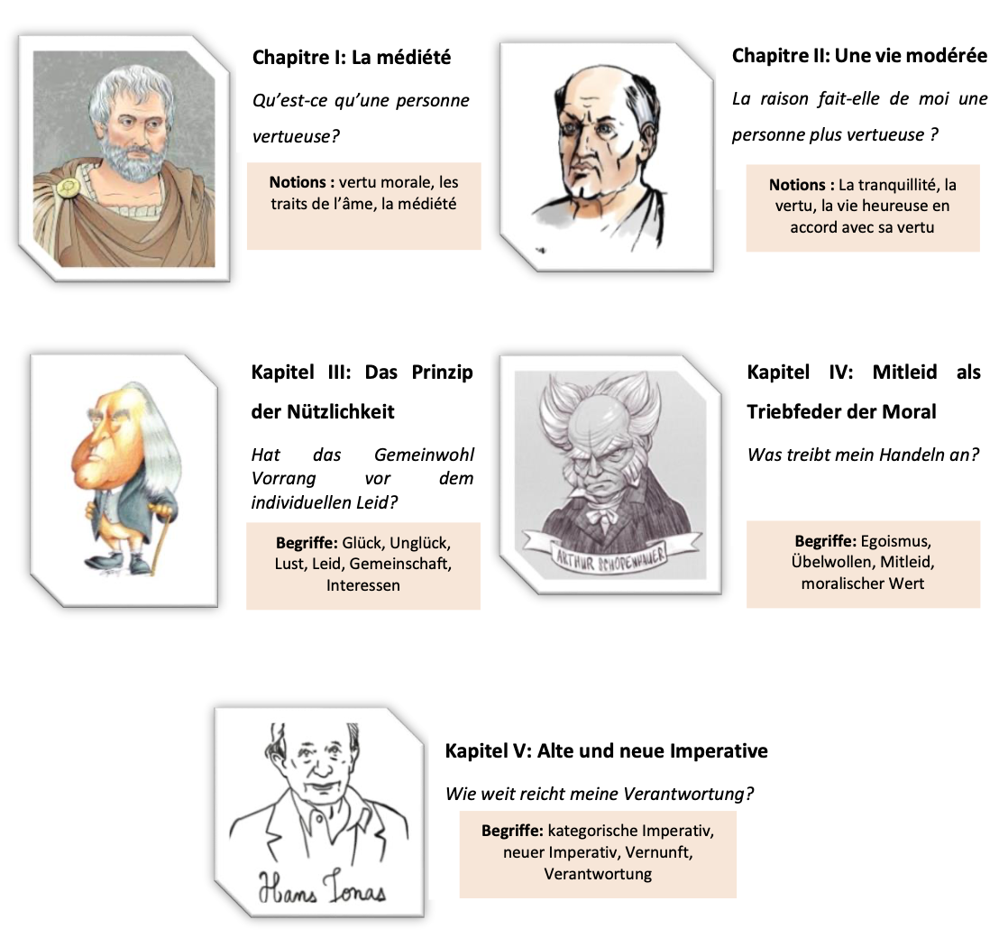 Chapitre I: La médiété
Qu’est-ce qu’une personne
vertueuse?
Notions : vertu morale, les
traits de l’âme, la médiété
Chapitre II: Une vie modérée
La raison fait-elle de moi une
personne plus vertueuse ?
Notions : La tranquillité, la
vertu, la vie heureuse en
accord avec sa vertu
Kapitel III: Das Prinzip
der Nützlichkeit
Hat das Gemeinwohl
Vorrang vor dem
individuellen Leid?
Begriffe: Glück, Unglück,
Lust, Leid, Gemeinschaft,
Interessen
ARTHUR SCHOPENHAUER
Kapitel IV: Mitleid als
Triebfeder der Moral
Was treibt mein Handeln an?
Begriffe: Egoismus,
Übelwollen, Mitleid,
moralischer Wert
Hans Jonas
Kapitel V: Alte und neue Imperative
Wie weit reicht meine Verantwortung?
Begriffe: kategorische Imperativ,
neuer Imperativ, Vernunft,
Verantwortung